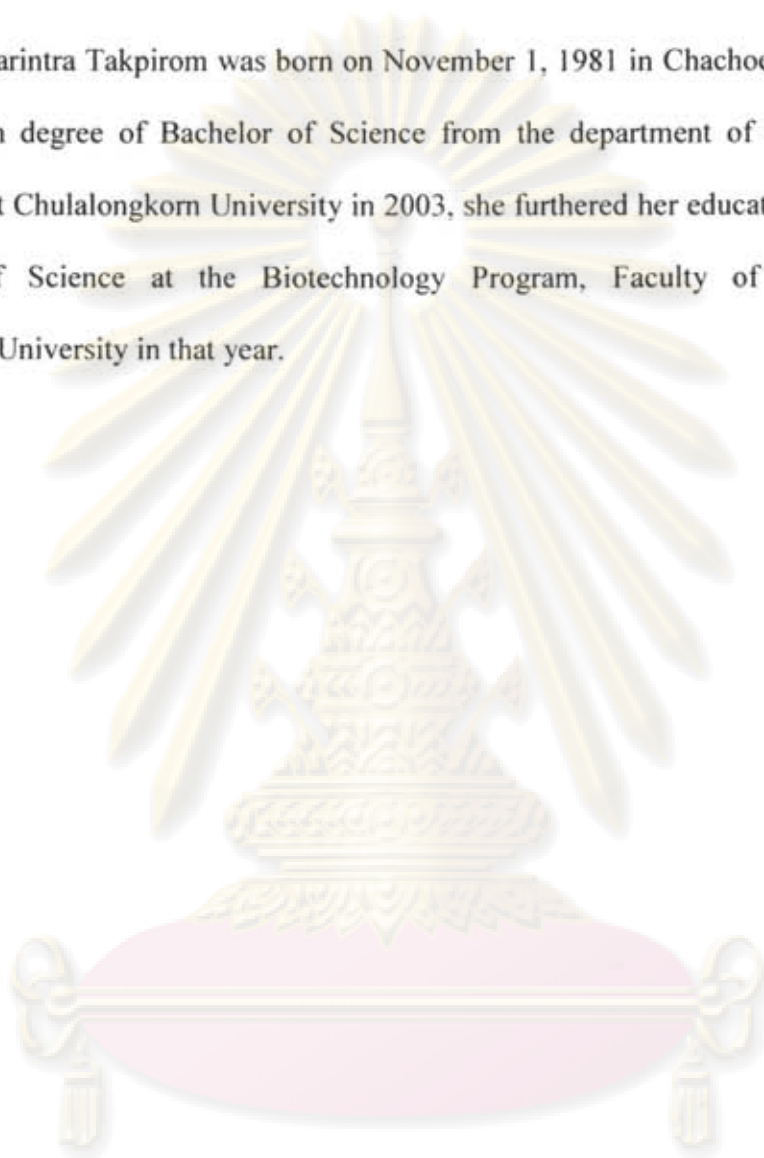 arintra Takpirom was born on November 1, 1981 in Chachoe
degree of Bachelor of Science from the department of
Chulalongkorn University in 2003, she furthered her educat
Science at the Biotechnology Program, Faculty of
University in that year.